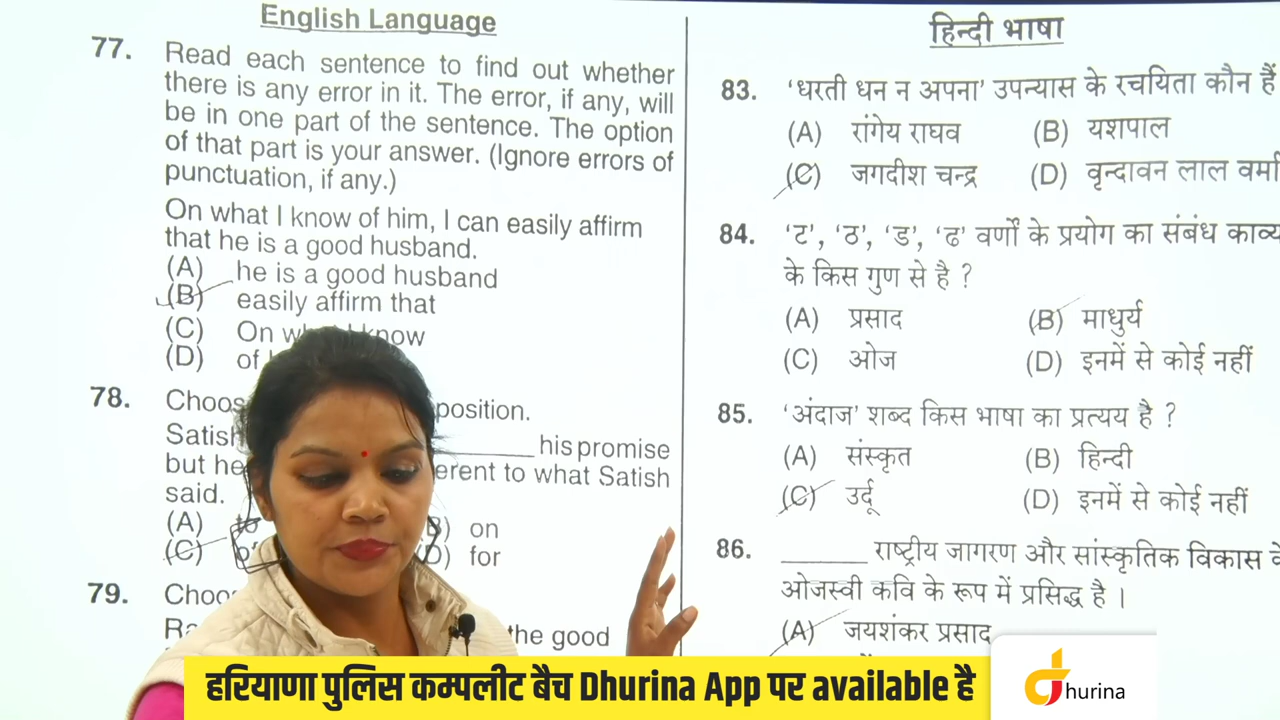 English Language
77. Read each sentence to find out whether
there is any error in it. The error, if any, will
be in one part of the sentence. The option
of that part is your answer. (Ignore errors of
punctuation, if any.)
On what I know of him, I can easily affirm
that he is a good husband.
(A) he is a good husband
(B) easily affirm that
(C) On what I know
(D) of
78. position.
his promise
but he to what Satish
said.
(A) to (B) on
(C) of (D) for
79.
the good
हिन्दी भाषा
83. ‘धरती धन न अपना’ उपन्यास के रचयिता कौन हैं
(A) रांगेय राघव (B) यशपाल
(C) जगदीश चन्द्र (D) वृन्दावन लाल वर्मा
84. ‘ट’, ‘ठ’, ‘ड’, ‘ढ’ वर्णों के प्रयोग का संबंध काव्य
के किस गुण से है ?
(A) प्रसाद (B) माधुर्य
(C) ओज (D) इनमें से कोई नहीं
85. ‘अंदाज’ शब्द किस भाषा का प्रत्यय है ?
(A) संस्कृत (B) हिन्दी
(C) उर्दू (D) इनमें से कोई नहीं
86. ________ राष्ट्रीय जागरण और सांस्कृतिक विकास के
ओजस्वी कवि के रूप में प्रसिद्ध है ।
(A) जयशंकर प्रसाद
हरियाणा पुलिस कम्पलीट बैच Dhurina App पर available है
Dhurina